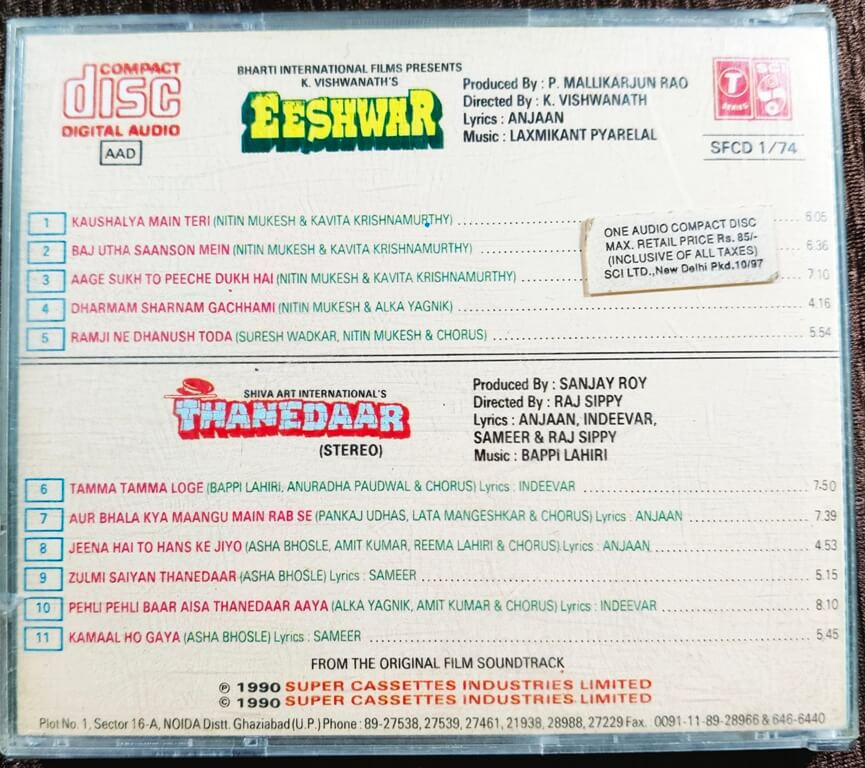 COMPACT
disc
DIGITAL AUDIO
AAD
BHARTI INTERNATIONAL FILMS PRESENTS
K. VISHWANATH'S
EESHWAR
Produced By : P. MALLIKARJUN RAO
Directed By : K. VISHWANATH
Lyrics : ANJAAN
Music : LAXMIKANT PYARELAL
T SERIES
SCI
SFCD 1/74
1 KAUSHALYA MAIN TERI (NITIN MUKESH & KAVITA KRISHNAMURTHY) 6.05
2 BAJ UTHA SAANSON MEIN (NITIN MUKESH & KAVITA KRISHNAMURTHY) 6.36
3 AAGE SUKH TO PEECHE DUKH HAI (NITIN MUKESH & KAVITA KRISHNAMURTHY) 7.10
4 DHARMAM SHARNAM GACHHAMI (NITIN MUKESH & ALKA YAGNIK) 4.16
5 RAMJI NE DHANUSH TODA (SURESH WADKAR, NITIN MUKESH & CHORUS) 5.54
ONE AUDIO COMPACT DISC
MAX. RETAIL PRICE Rs. 85/-
(INCLUSIVE OF ALL TAXES)
SCI LTD.,New Delhi Pkd.10/97
SHIVA ART INTERNATIONAL'S
THANEDAAR
(STEREO)
Produced By : SANJAY ROY
Directed By : RAJ SIPPY
Lyrics : ANJAAN, INDEEVAR,
SAMEER & RAJ SIPPY
Music : BAPPI LAHIRI
6 TAMMA TAMMA LOGE (BAPPI LAHIRI, ANURADHA PAUDWAL & CHORUS) Lyrics : INDEEVAR 7.50
7 AUR BHALA KYA MAANGU MAIN RAB SE (PANKAJ UDHAS, LATA MANGESHKAR & CHORUS) Lyrics : ANJAAN 7.39
8 JEENA HAI TO HANS KE JIYO (ASHA BHOSLE, AMIT KUMAR, REEMA LAHIRI & CHORUS) Lyrics : ANJAAN 4.53
9 ZULMI SAIYAN THANEDAAR (ASHA BHOSLE) Lyrics : SAMEER 5.15
10 PEHLI PEHLI BAAR AISA THANEDAAR AAYA (ALKA YAGNIK, AMIT KUMAR & CHORUS) Lyrics : INDEEVAR 8.10
11 KAMAAL HO GAYA (ASHA BHOSLE) Lyrics : SAMEER 5.45
FROM THE ORIGINAL FILM SOUNDTRACK
℗ 1990 SUPER CASSETTES INDUSTRIES LIMITED
© 1990 SUPER CASSETTES INDUSTRIES LIMITED
Plot No. 1, Sector 16-A, NOIDA Distt. Ghaziabad (U.P.) Phone : 89-27538, 27539, 27461, 21938, 28988, 27229 Fax. : 0091-11-89-28966 & 646-6440